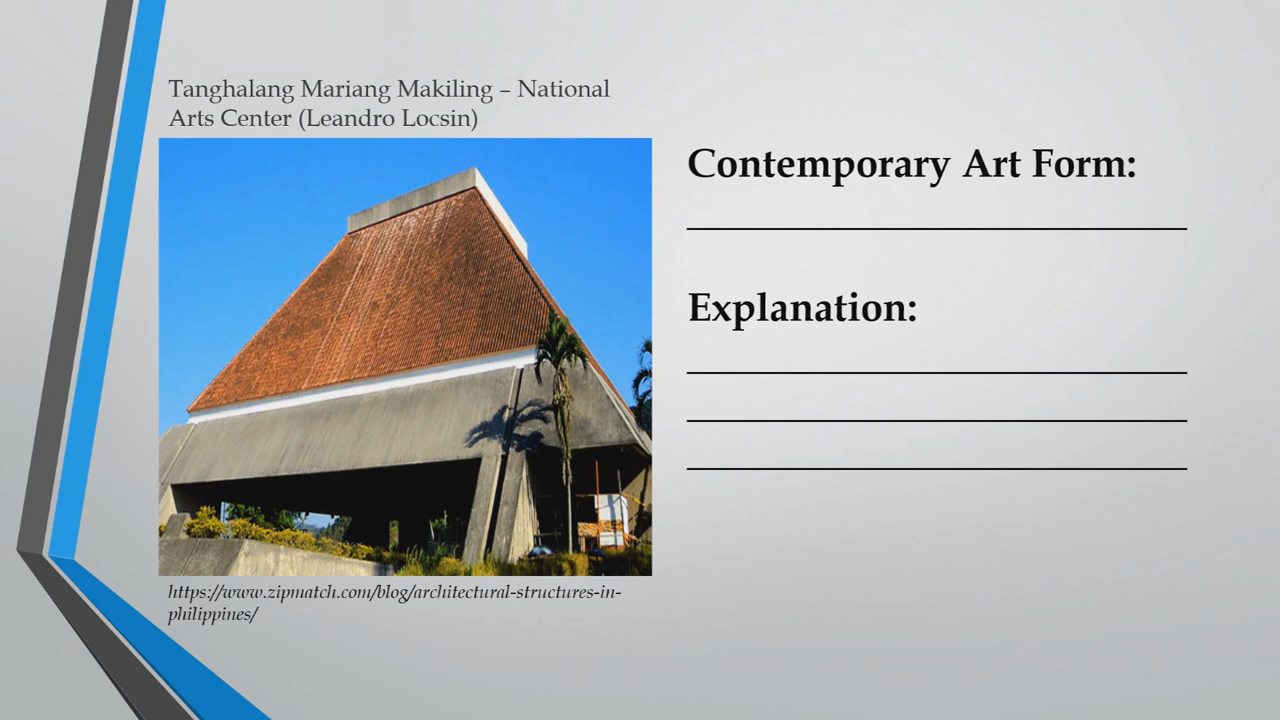 Tanghalang Mariang Makiling – National
Arts Center (Leandro Locsin)
Contemporary Art Form:
Explanation:
https://www.zipmatch.com/blog/architectural-structures-in-
philippines/